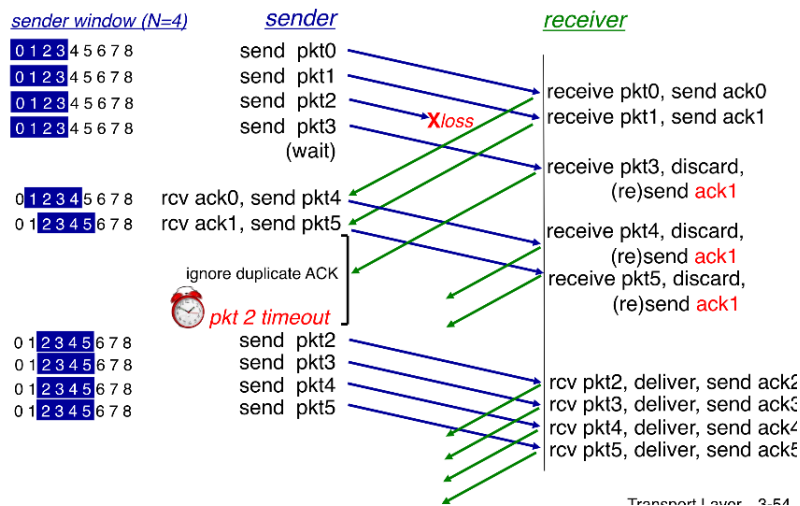 sender window (N=4) sender receiver
0 1 2 3 4 5 6 7 8 send pkt0
0 1 2 3 4 5 6 7 8 send pkt1
0 1 2 3 4 5 6 7 8 send pkt2
0 1 2 3 4 5 6 7 8 send pkt3
(wait)
X loss
receive pkt0, send ack0
receive pkt1, send ack1
receive pkt3, discard,
(re)send ack1
0 1 2 3 4 5 6 7 8 rcv ack0, send pkt4
0 1 2 3 4 5 6 7 8 rcv ack1, send pkt5
receive pkt4, discard,
(re)send ack1
receive pkt5, discard,
(re)send ack1
ignore duplicate ACK
pkt 2 timeout
0 1 2 3 4 5 6 7 8 send pkt2
0 1 2 3 4 5 6 7 8 send pkt3
0 1 2 3 4 5 6 7 8 send pkt4
0 1 2 3 4 5 6 7 8 send pkt5
rcv pkt2, deliver, send ack2
rcv pkt3, deliver, send ack3
rcv pkt4, deliver, send ack4
rcv pkt5, deliver, send ack5
Transport Layer 3-54